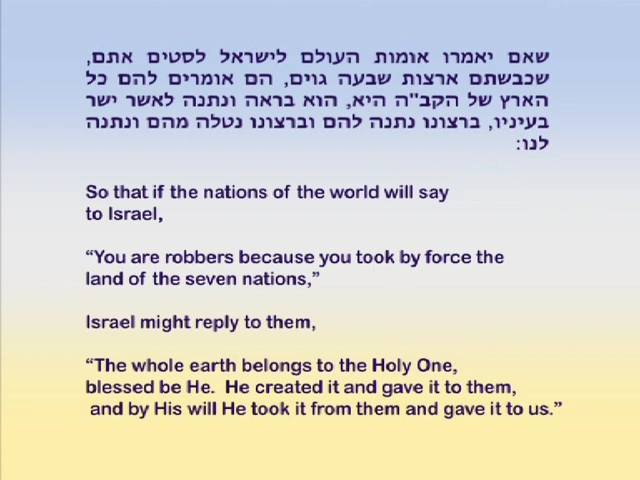 שאם יאמרו אומות העולם לישראל לסטים אתם,
שכבשתם ארצות שבעה גוים, הם אומרים להם כל
הארץ של הקב"ה היא, הוא בראה ונתנה לאשר ישר
בעיניו, ברצונו נתנה להם וברצונו נטלה מהם ונתנה
לנו:
So that if the nations of the world will say
to Israel,
“You are robbers because you took by force the
land of the seven nations,”
Israel might reply to them,
“The whole earth belongs to the Holy One,
blessed be He.  He created it and gave it to them,
and by His will He took it from them and gave it to us.”